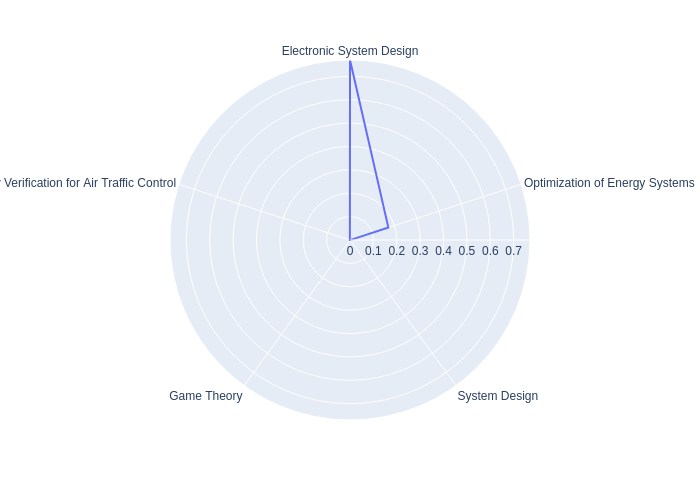 Electronic System Design
Verification for Air Traffic Control
Optimization of Energy Systems
0 0.1 0.2 0.3 0.4 0.5 0.6 0.7
Game Theory
System Design